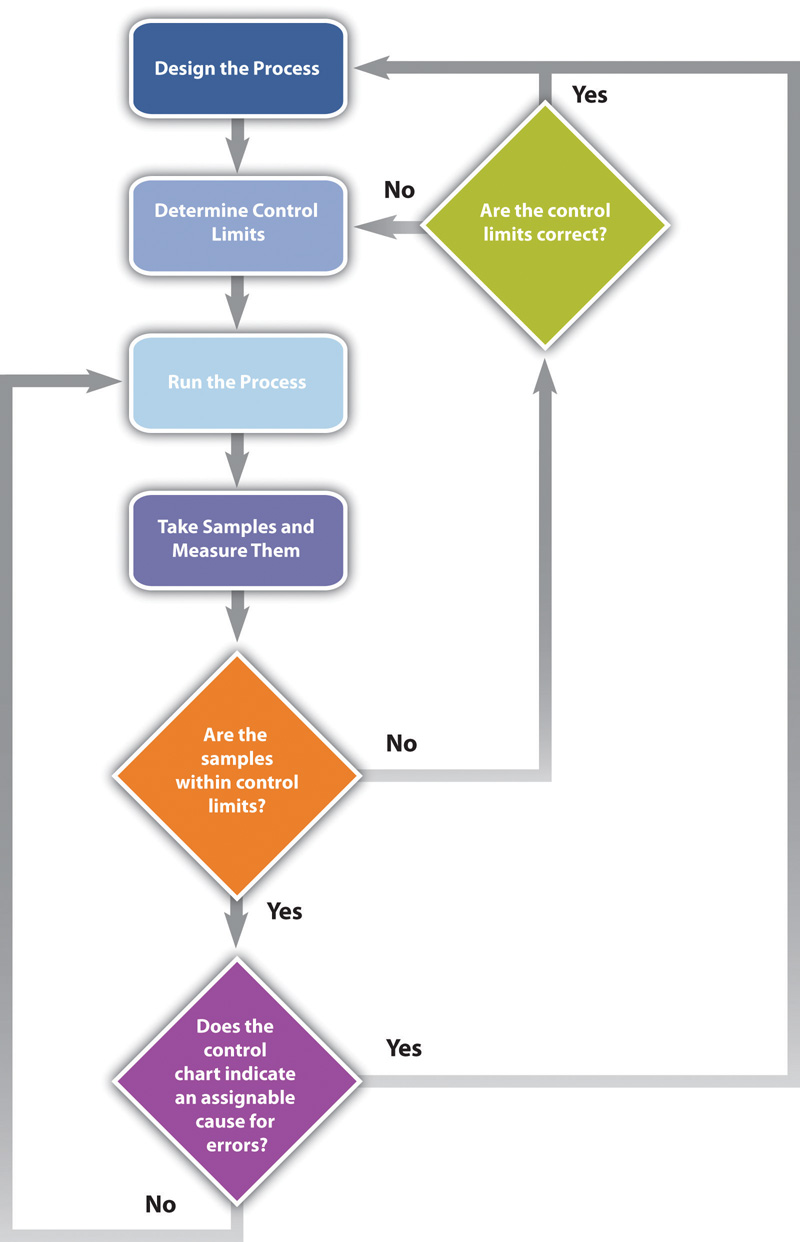 Design the Process
Yes
No
Determine Control
Limits
Are the control
limits correct?
Run the Process
Take Samples and
Measure Them
Are the
samples
within control
limits?
No
Yes
Does the
control
chart indicate
an assignable
cause for
errors?
Yes
No